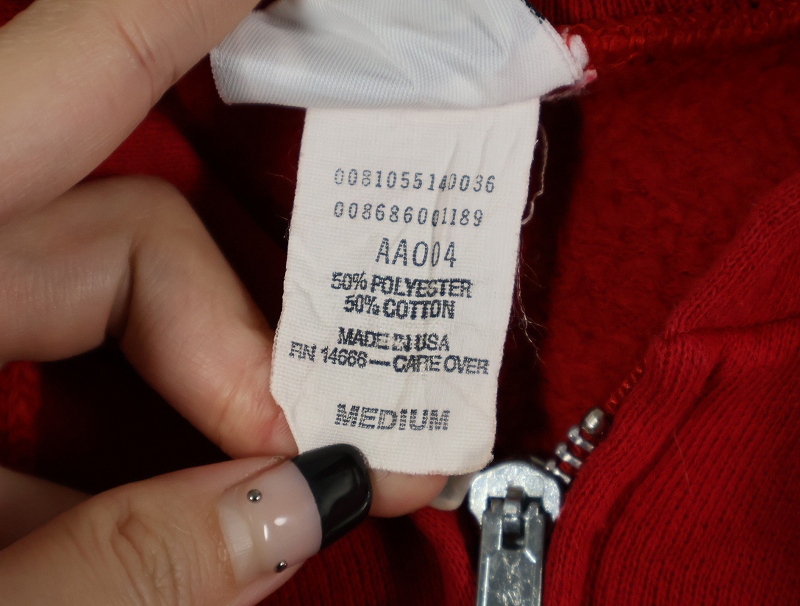 0081055140036
008686001189
AA004
50% POLYESTER
50% COTTON
MADE IN USA
RN 14666 — CARE OVER
MEDIUM